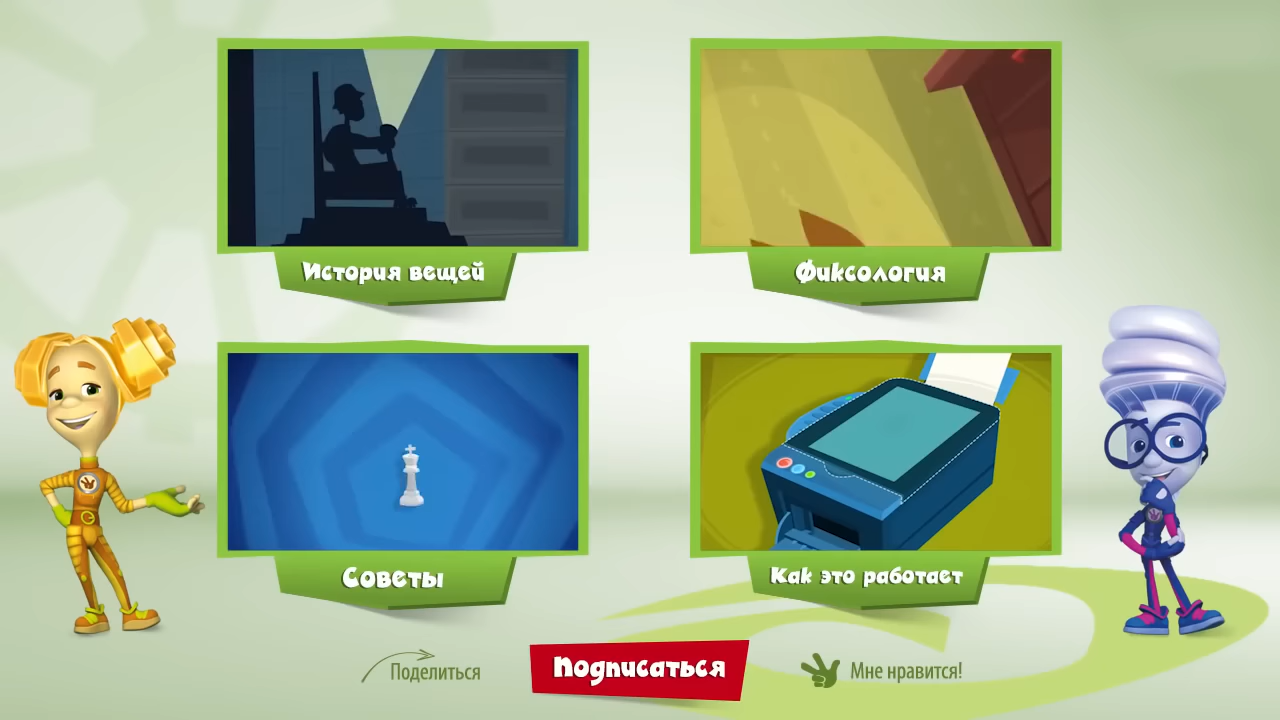 История вещей
Фиксология
Советы
Как это работает
Поделиться
Подписаться
Мне нравится!